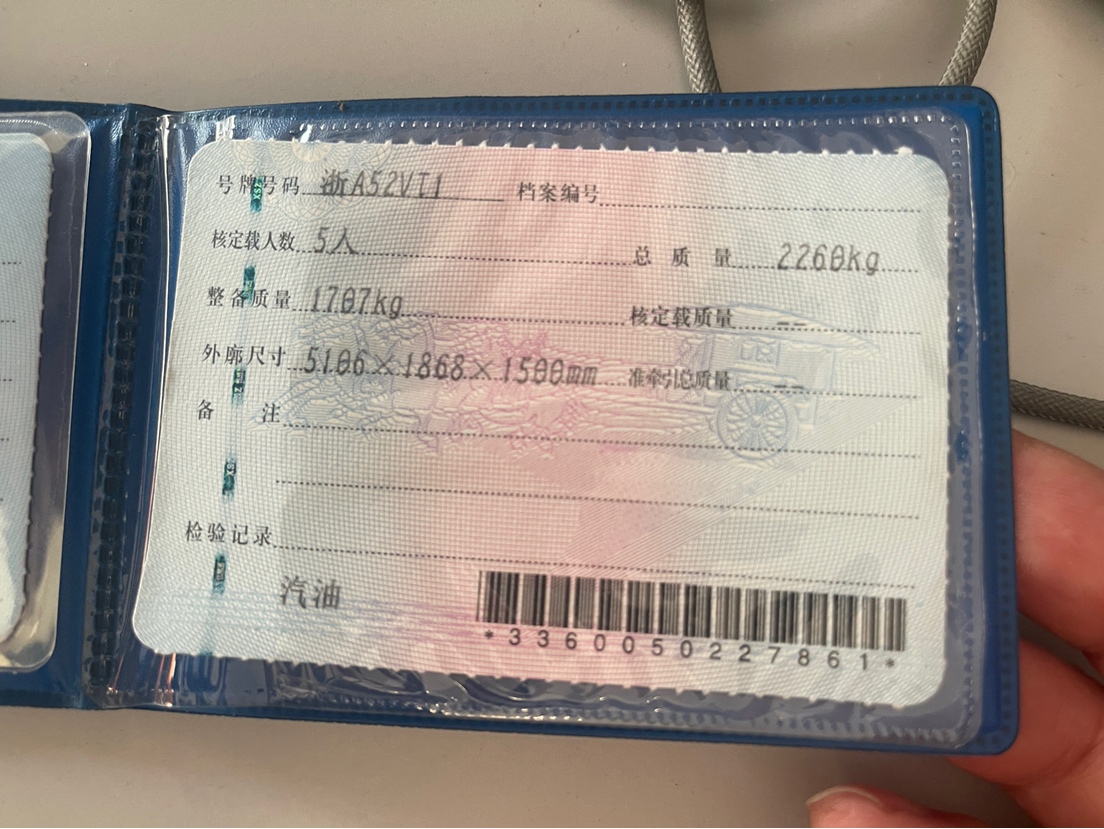 号牌号码 浙A52VT1 档案编号
核定载人数 5人 总质量 2260kg
整备质量 1707kg 核定载质量 --
外廓尺寸 5106×1868×1500mm 准牵引总质量 --
备注
检验记录
汽油
*3360050227861*